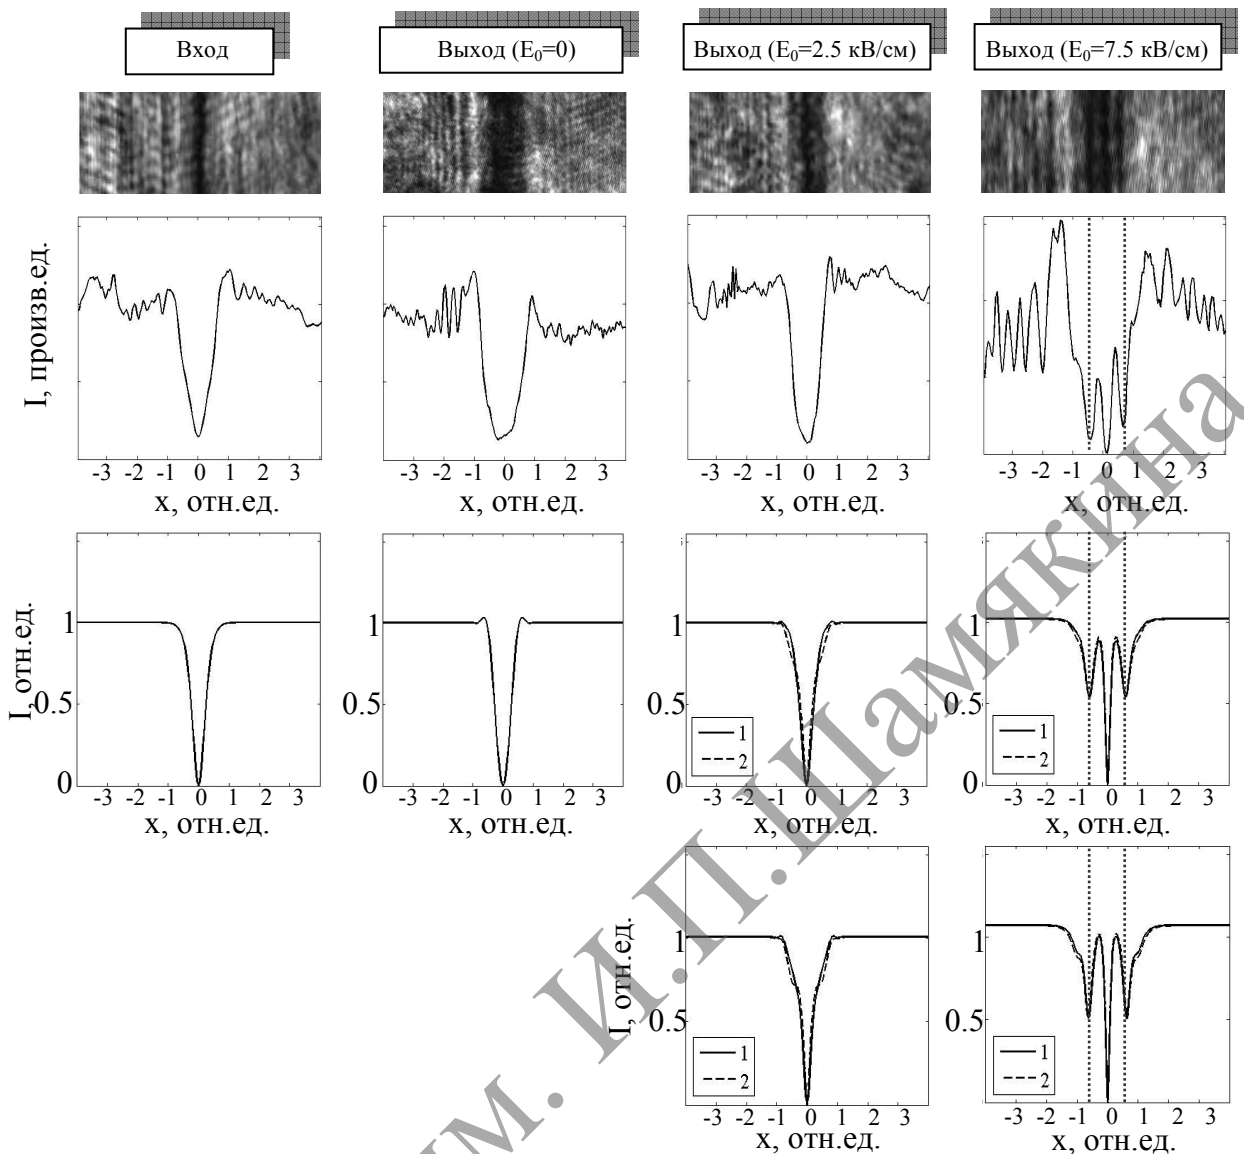 Вход
Выход (E₀=0)
Выход (E₀=2.5 кВ/см)
Выход (E₀=7.5 кВ/см)
I, произв.ед.
-3 -2 -1 0 1 2 3
x, отн.ед.
-3 -2 -1 0 1 2 3
x, отн.ед.
-3 -2 -1 0 1 2 3
x, отн.ед.
-3 -2 -1 0 1 2 3
x, отн.ед.
I, отн.ед.
1
0.5
0
-3 -2 -1 0 1 2 3
x, отн.ед.
1
0.5
0
-3 -2 -1 0 1 2 3
x, отн.ед.
1
0.5
0
1
2
-3 -2 -1 0 1 2 3
x, отн.ед.
1
0.5
0
1
2
-3 -2 -1 0 1 2 3
x, отн.ед.
I, отн.ед.
1
0.5
1
2
-3 -2 -1 0 1 2 3
x, отн.ед.
1
0.5
1
2
-3 -2 -1 0 1 2 3
x, отн.ед.
им. И.П.Шамякина